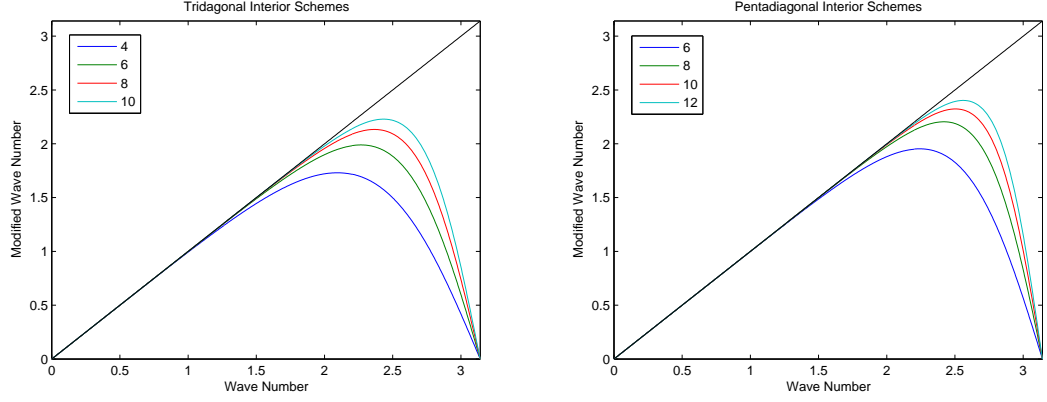 Tridagonal Interior Schemes
3
2.5
2
1.5
1
0.5
0
Modified Wave Number
4
6
8
10
0 0.5 1 1.5 2 2.5 3
Wave Number
Pentadiagonal Interior Schemes
3
2.5
2
1.5
1
0.5
0
Modified Wave Number
6
8
10
12
0 0.5 1 1.5 2 2.5 3
Wave Number